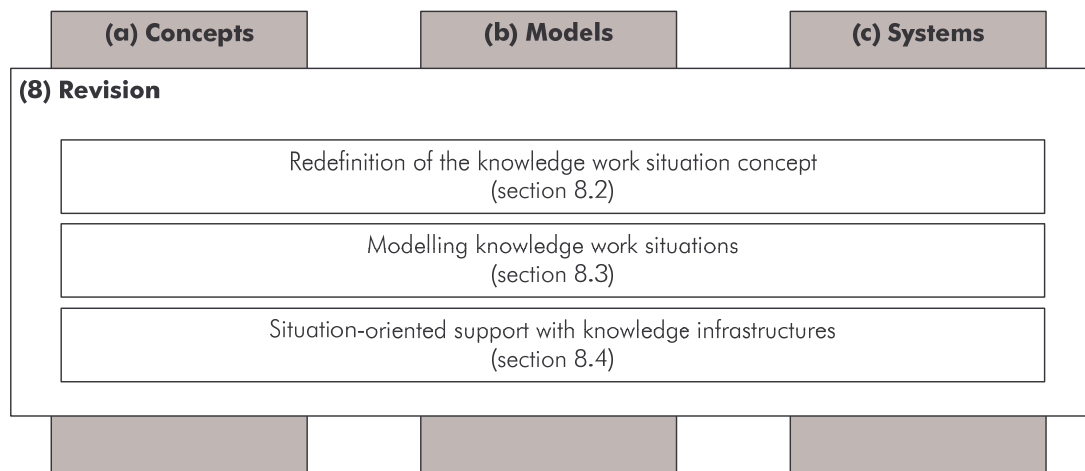 (a) Concepts
(b) Models
(c) Systems
(8) Revision
Redefinition of the knowledge work situation concept
(section 8.2)
Modelling knowledge work situations
(section 8.3)
Situation-oriented support with knowledge infrastructures
(section 8.4)